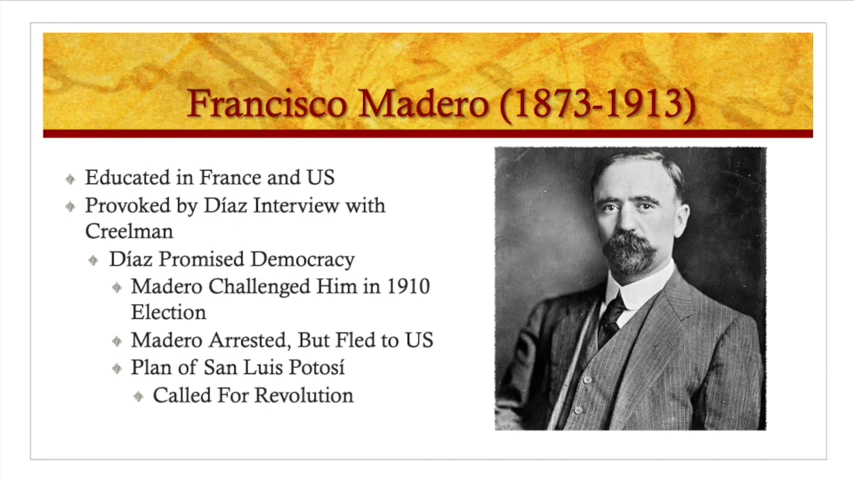 Francisco Madero (1873-1913)
Educated in France and US
Provoked by Díaz Interview with
Creelman
Díaz Promised Democracy
Madero Challenged Him in 1910
Election
Madero Arrested, But Fled to US
Plan of San Luis Potosí
Called For Revolution